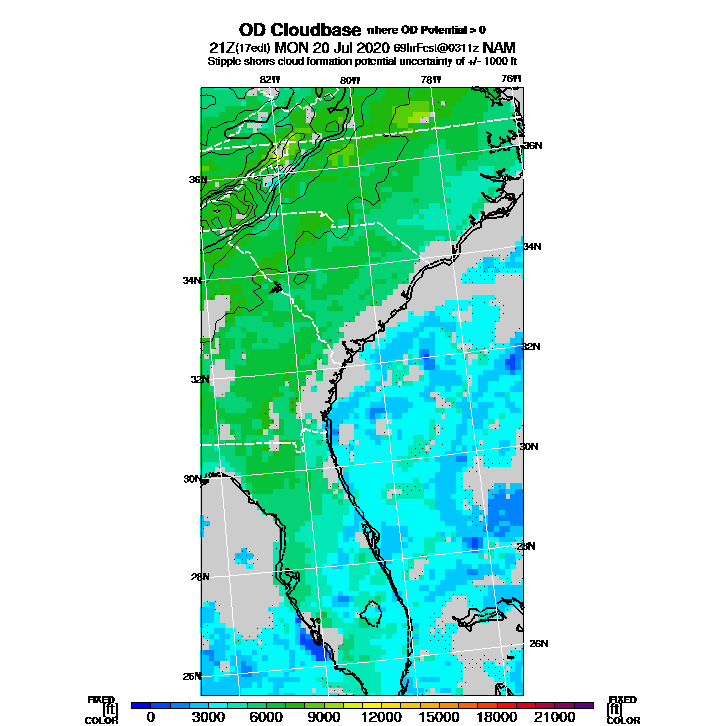 OD Cloudbase where OD Potential > 0
21Z(17edt) MON 20 Jul 2020 69hrFcst@0311z NAM
Stipple shows cloud formation potential uncertainty of +/- 1000 ft
82W 80W 78W 76W
36N 36N
34N 34N
32N 32N
30N 30N
28N 28N
26N 26N
FIXED FIXED
[ft] 0 3000 6000 9000 12000 15000 18000 21000 [ft]
COLOR COLOR